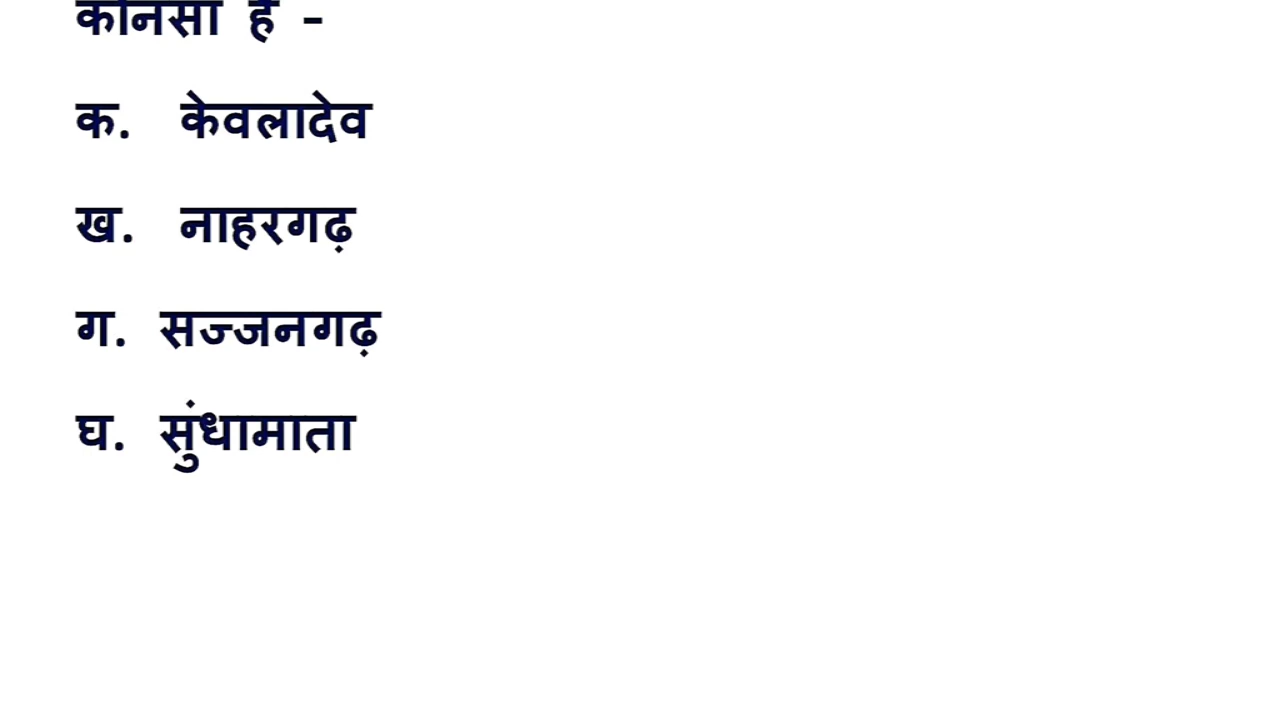 कौनसा है –
क. केवलादेव
ख. नाहरगढ़
ग. सज्जनगढ़
घ. सुंधामाता